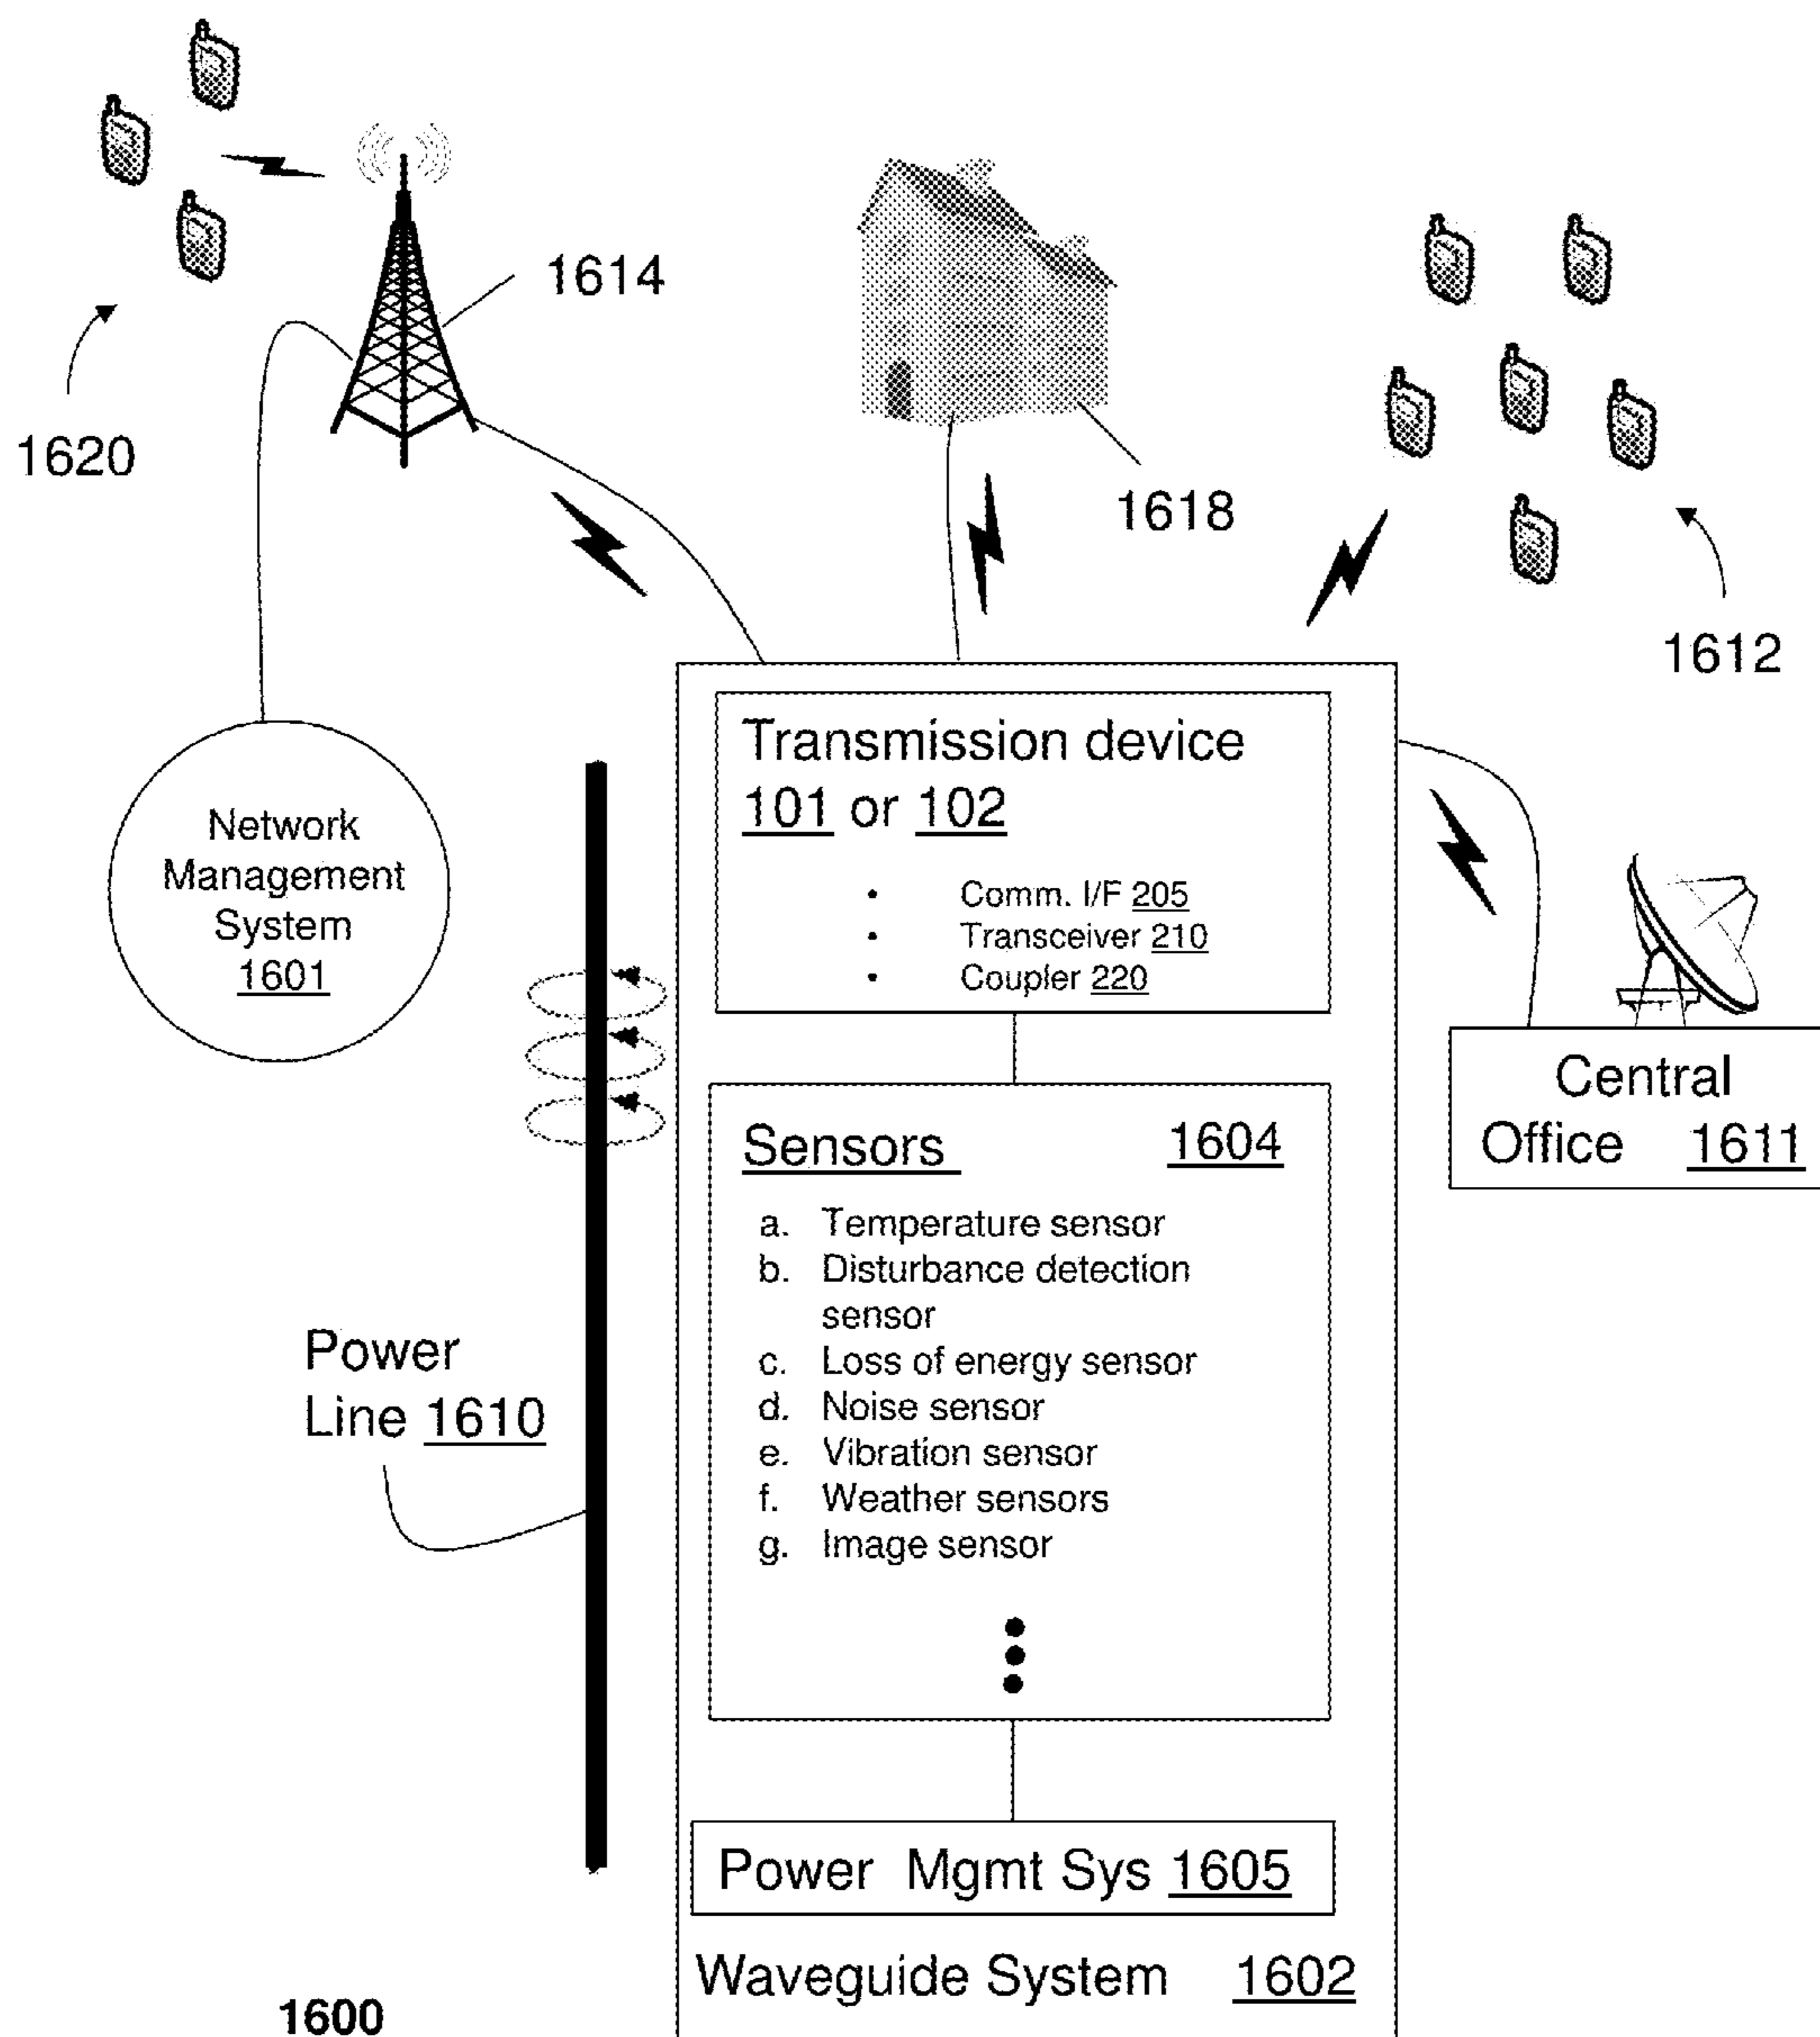 1614
1620
1618
1612
Network
Management
System
1601
Transmission device
101 or 102
• Comm. I/F 205
• Transceiver 210
• Coupler 220
Central
Office 1611
Sensors 1604
a. Temperature sensor
b. Disturbance detection
sensor
c. Loss of energy sensor
d. Noise sensor
e. Vibration sensor
f. Weather sensors
g. Image sensor
Power
Line 1610
Power Mgmt Sys 1605
Waveguide System 1602
1600